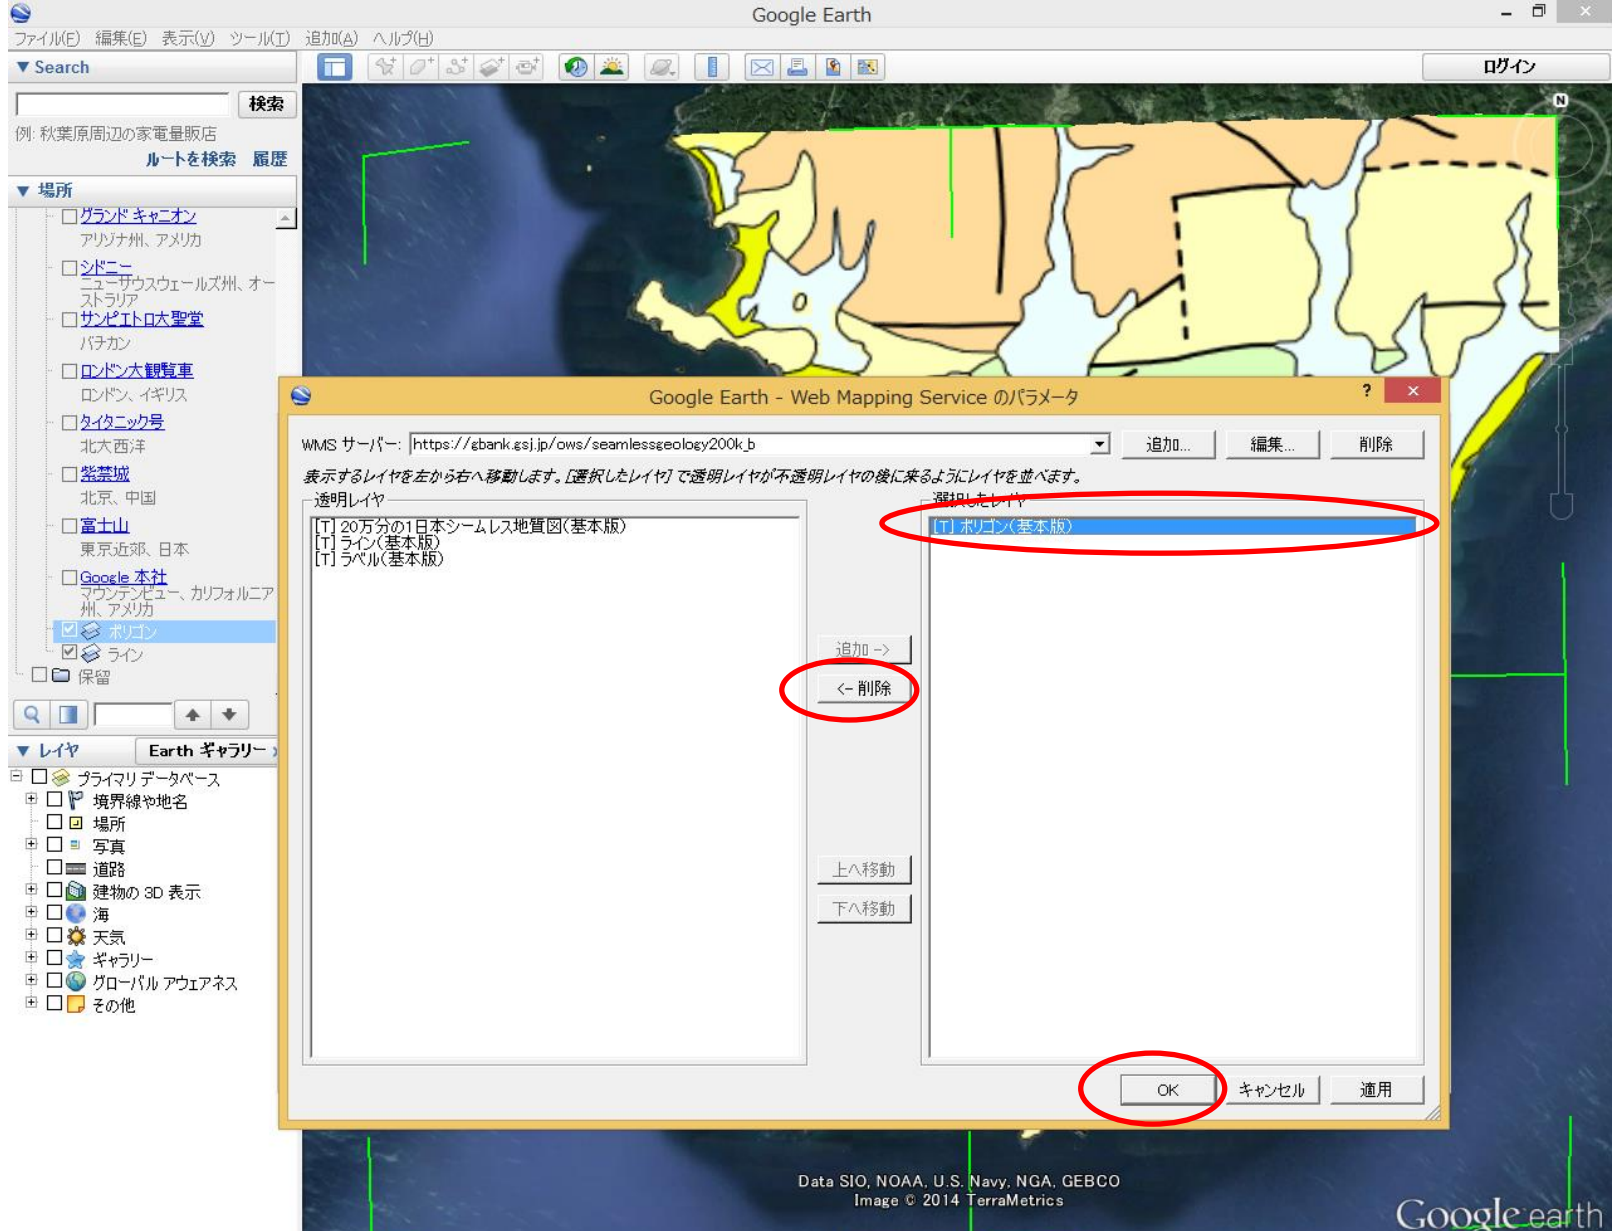 Google Earth
ファイル(F) 編集(E) 表示(V) ツール(T) 追加(A) ヘルプ(H)
▼ Search
ログイン
検索
例: 秋葉原周辺の家電量販店
ルートを検索 履歴
▼ 場所
グランド キャニオン
アリゾナ州、アメリカ
シドニー
ニューサウスウェールズ州、オー
ストラリア
サンピエトロ大聖堂
バチカン
ロンドン大観覧車
ロンドン、イギリス
タイタニック号
北大西洋
紫禁城
北京、中国
富士山
東京近郊、日本
Google 本社
マウンテンビュー、カリフォルニア
州、アメリカ
ポリゴン
ライン
保留
▼ レイヤ
Earth ギャラリー
プライマリ データベース
境界線や地名
場所
写真
道路
建物の 3D 表示
海
天気
ギャラリー
グローバル アウェアネス
その他
N
Google Earth - Web Mapping Service のパラメータ
? ×
WMS サーバー: https://gbank.gsj.jp/ows/seamlessgeology200k_b
追加... 編集... 削除
表示するレイヤを左から右へ移動します。[選択したレイヤ] で透明レイヤが不透明レイヤの後に来るようにレイヤを並べます。
透明レイヤ
[T] 20万分の1日本シームレス地質図(基本版)
[T] ライン(基本版)
[T] ラベル(基本版)
選択したレイヤ
[T] ポリゴン(基本版)
追加 ->
<- 削除
上へ移動
下へ移動
OK キャンセル 適用
Data SIO, NOAA, U.S. Navy, NGA, GEBCO
Image © 2014 TerraMetrics
Google earth